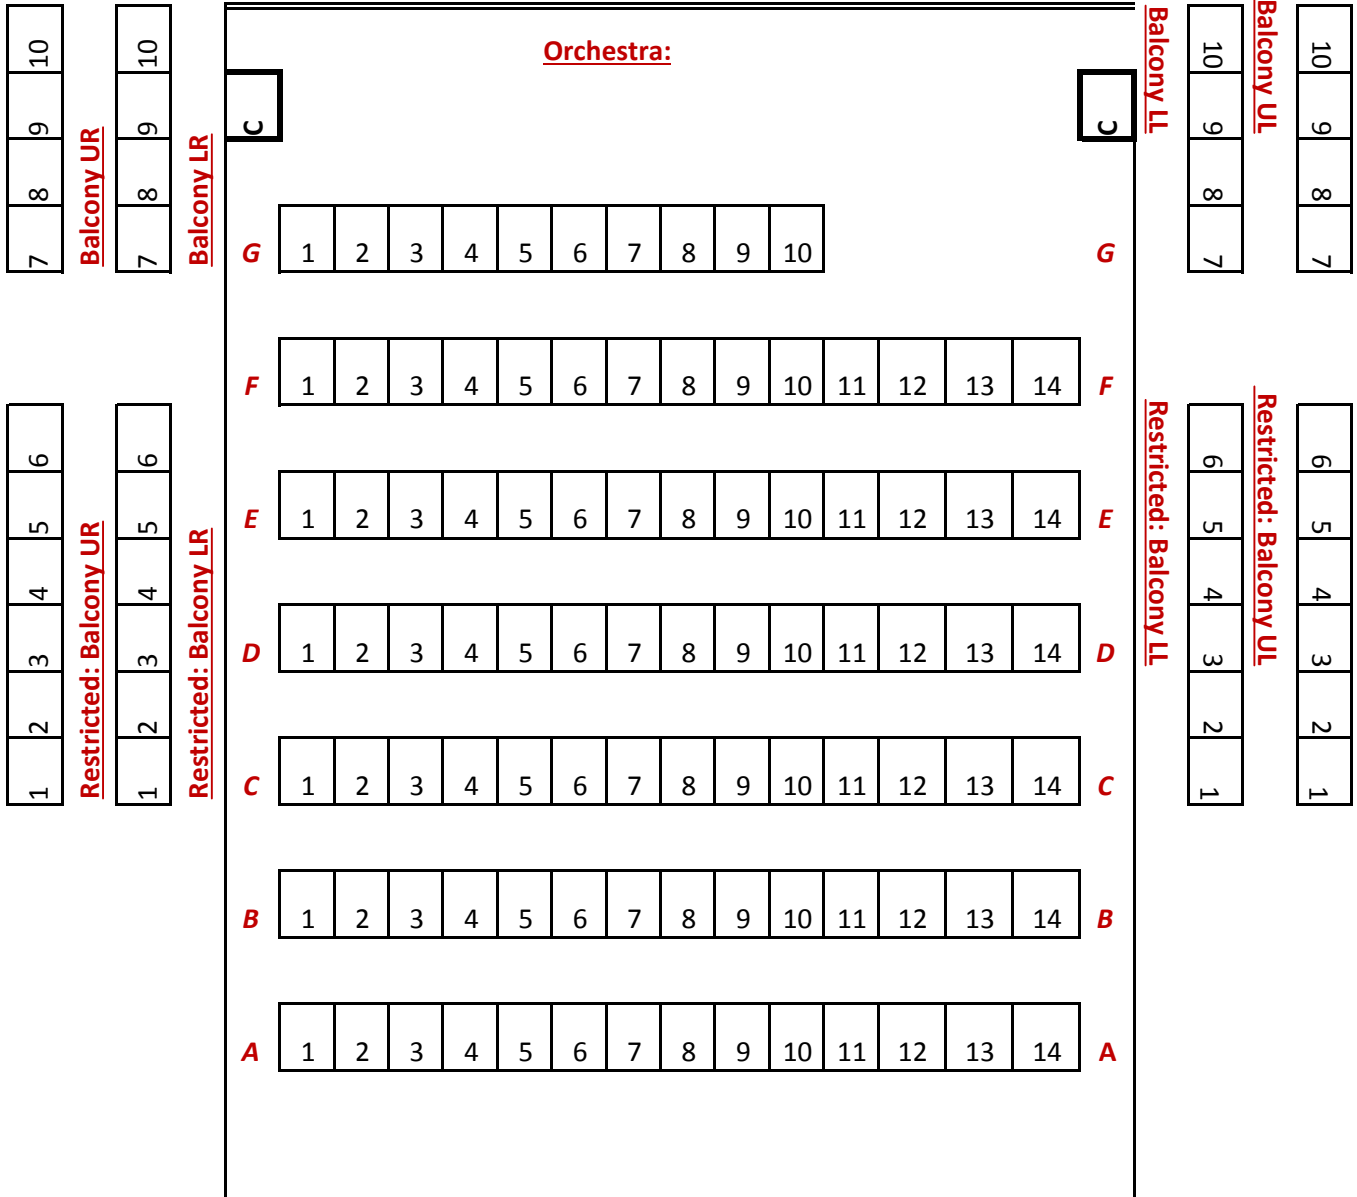 Orchestra:
C C
G 1 2 3 4 5 6 7 8 9 10 G
F 1 2 3 4 5 6 7 8 9 10 11 12 13 14 F
E 1 2 3 4 5 6 7 8 9 10 11 12 13 14 E
D 1 2 3 4 5 6 7 8 9 10 11 12 13 14 D
C 1 2 3 4 5 6 7 8 9 10 11 12 13 14 C
B 1 2 3 4 5 6 7 8 9 10 11 12 13 14 B
A 1 2 3 4 5 6 7 8 9 10 11 12 13 14 A
1 2 3 4 5 6 7 8 9 10
Restricted: Balcony UR Balcony UR
1 2 3 4 5 6 7 8 9 10
Restricted: Balcony LR Balcony LR
Balcony LL Restricted: Balcony LL
10 9 8 7 6 5 4 3 2 1
Balcony UL Restricted: Balcony UL
10 9 8 7 6 5 4 3 2 1